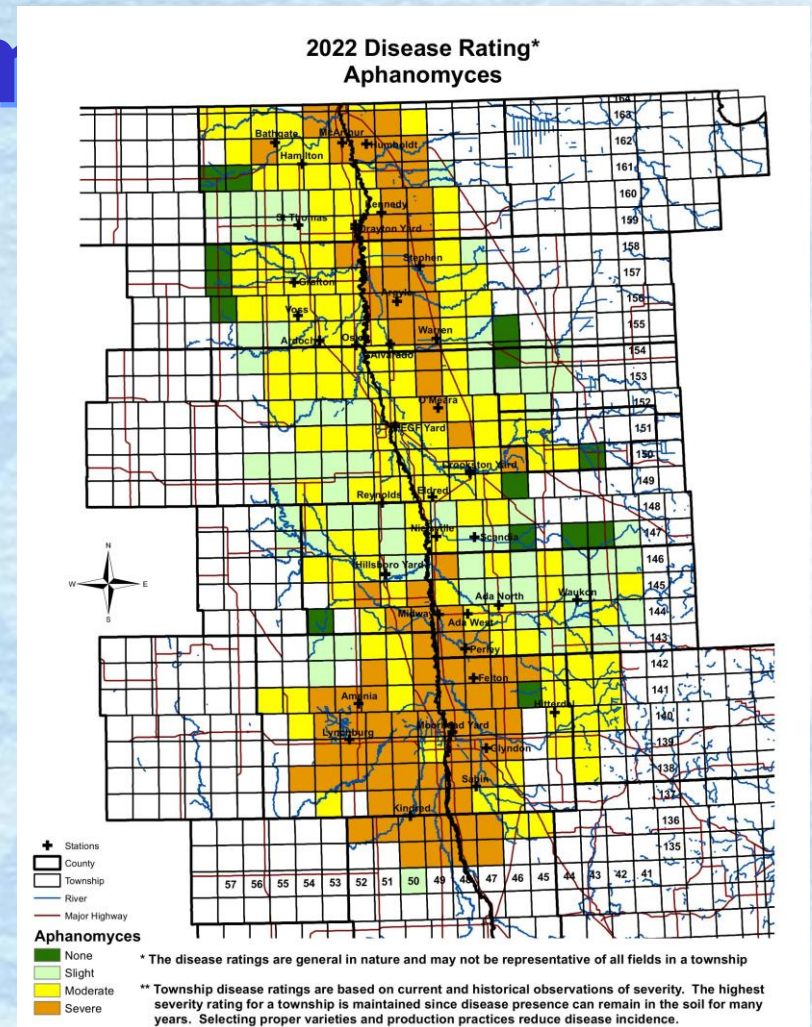 2022 Disease Rating*
Aphanomyces
164
163
Bathgate
McArthur
Humboldt
162
Hamilton
161
160
Kennedy
St Thomas
159
Drayton Yard
158
Stephen
157
Grafton
156
Argyle
Voss
155
Warren
Ardoch
Oslo
154
Alvarado
153
O'Meara
152
EGF Yard
151
150
Crookston Yard
149
Reynolds
Eldred
148
Nielsville
Scandia
147
146
Hillsboro Yard
145
Ada North
Waukon
144
Midway
Ada West
143
Perley
142
Felton
141
Amenia
Hitterdal
140
Moorhead Yard
Lynchburg
139
Glyndon
138
Sabin
137
Kindred
136
135
57 56 55 54 53 52 51 50 49 48 47 46 45 44 43 42 41
N
W E
S
Stations
County
Township
River
Major Highway
Aphanomyces
None
Slight
Moderate
Severe
* The disease ratings are general in nature and may not be representative of all fields in a township
** Township disease ratings are based on current and historical observations of severity. The highest
severity rating for a township is maintained since disease presence can remain in the soil for many
years. Selecting proper varieties and production practices reduce disease incidence.